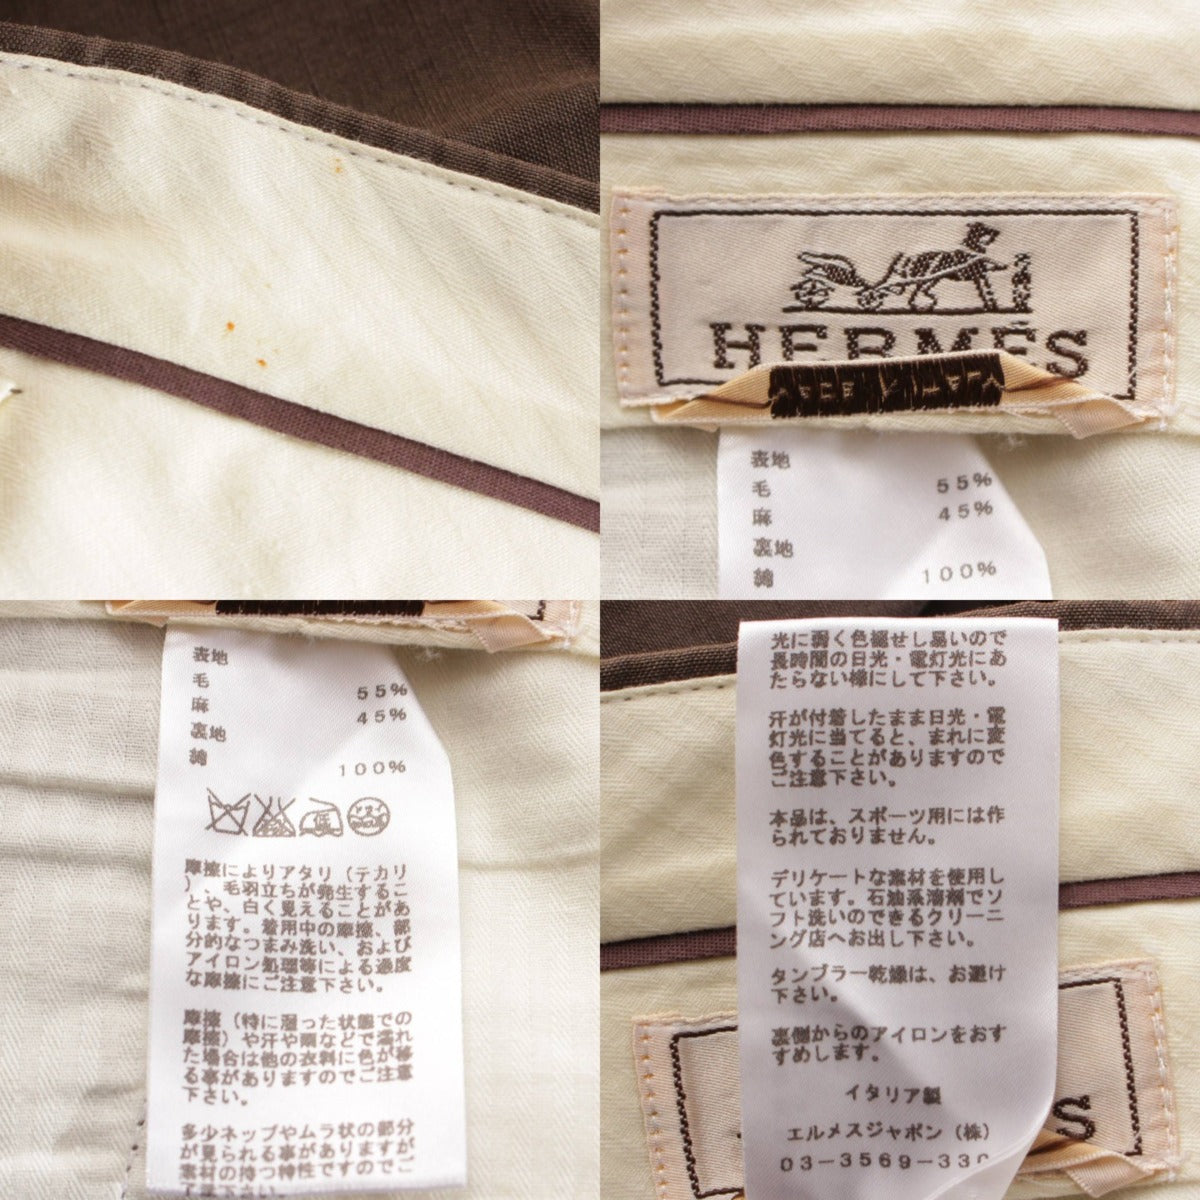 HERMES
表地
毛 55%
麻 45%
裏地
綿 100%
表地
毛 55%
麻 45%
裏地
綿 100%
低
摩擦によりアタリ(テカリ
)、毛羽立ちが発生するこ
とや、白く見えることがあ
ります。着用中の摩擦、部
分的なつまみ洗い、および
アイロン処理等による過度
な摩擦にご注意下さい。
摩擦(特に湿った状態での
摩擦)や汗や雨などで濡れ
た場合は他の衣料に色が移
る事がありますのでご注意
下さい。
多少ネップやムラ状の部分
が見られる事がありますが
素材の持つ特性ですのでご
光に弱く色褪せし易いので
長時間の日光・電灯光にあ
たらない様にして下さい。
汗が付着したまま日光・電
灯光に当てると、まれに変
色することがありますので
ご注意下さい。
本品は、スポーツ用には作
られておりません。
デリケートな素材を使用し
ています。石油系溶剤でソ
フト洗いのできるクリーニ
ング店へお出し下さい。
タンブラー乾燥は、お避け
下さい。
裏側からのアイロンをおす
すめします。
イタリア製
エルメスジャポン(株)
03-3569-330
S